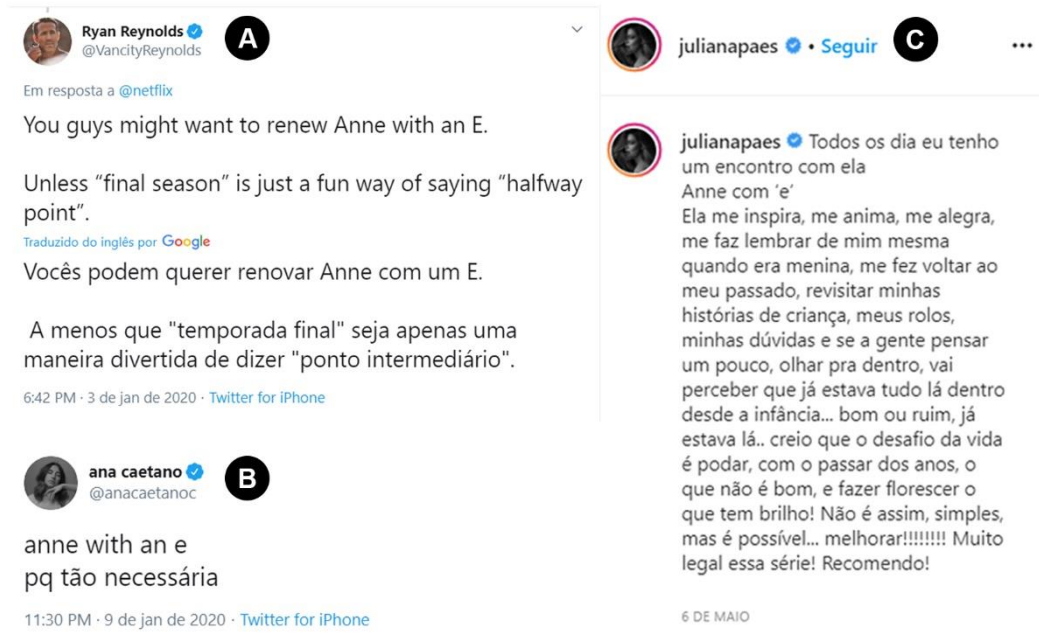 Ryan Reynolds
A
@VancityReynolds
Em resposta a @netflix
You guys might want to renew Anne with an E.
Unless “final season” is just a fun way of saying “halfway
point”.
Traduzido do inglês por Google
Vocês podem querer renovar Anne com um E.
A menos que "temporada final" seja apenas uma
maneira divertida de dizer "ponto intermediário".
6:42 PM · 3 de jan de 2020 · Twitter for iPhone
ana caetano
B
@anacaetanoc
anne with an e
pq tão necessária
11:30 PM · 9 de jan de 2020 · Twitter for iPhone
julianapaes • Seguir
C
julianapaes Todos os dia eu tenho
um encontro com ela
Anne com ‘e’
Ela me inspira, me anima, me alegra,
me faz lembrar de mim mesma
quando era menina, me fez voltar ao
meu passado, revisitar minhas
histórias de criança, meus rolos,
minhas dúvidas e se a gente pensar
um pouco, olhar pra dentro, vai
perceber que já estava tudo lá dentro
desde a infância... bom ou ruim, já
estava lá.. creio que o desafio da vida
é podar, com o passar dos anos, o
que não é bom, e fazer florescer o
que tem brilho! Não é assim, simples,
mas é possível... melhorar!!!!!!!! Muito
legal essa série! Recomendo!
6 DE MAIO